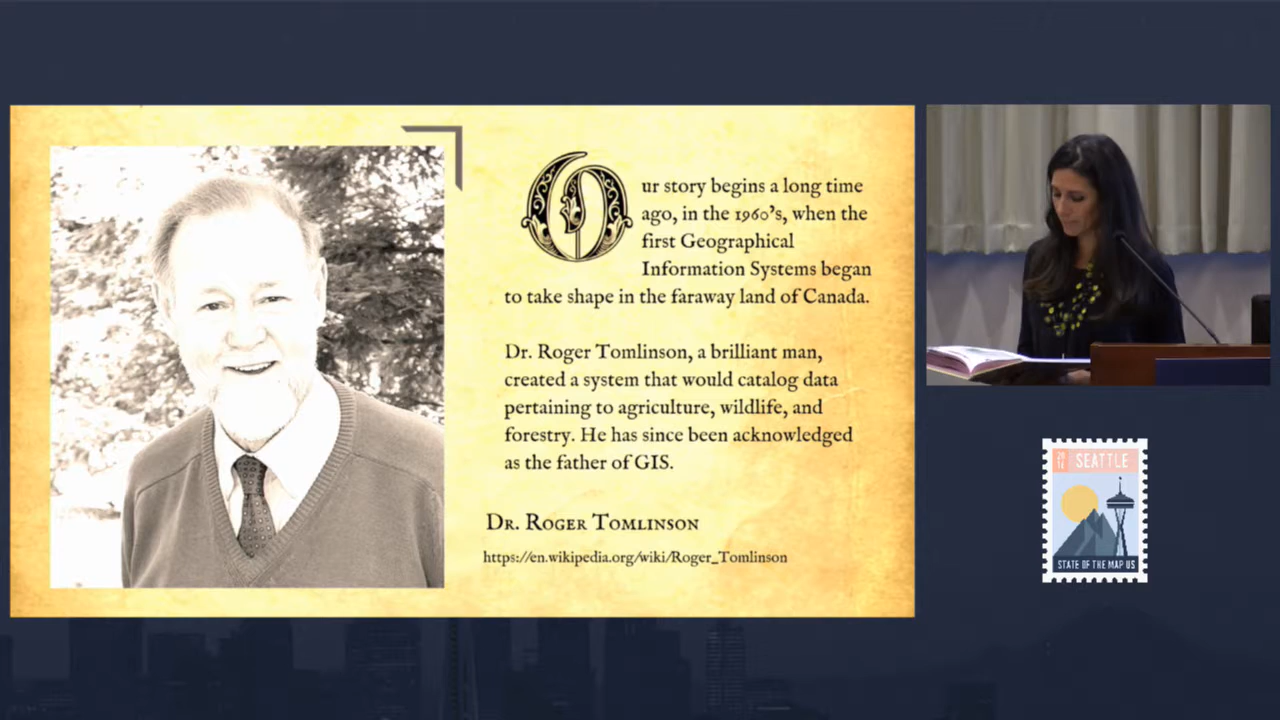 Our story begins a long time
ago, in the 1960's, when the
first Geographical
Information Systems began
to take shape in the faraway land of Canada.
Dr. Roger Tomlinson, a brilliant man,
created a system that would catalog data
pertaining to agriculture, wildlife, and
forestry. He has since been acknowledged
as the father of GIS.
Dr. Roger Tomlinson
https://en.wikipedia.org/wiki/Roger_Tomlinson
SEATTLE
STATE OF THE MAP US